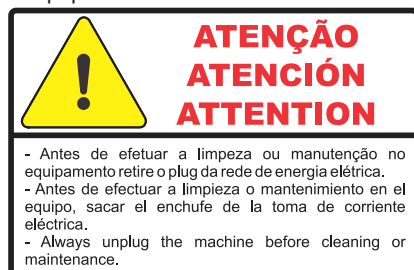 ATENÇÃO
ATENCIÓN
ATTENTION
- Antes de efetuar a limpeza ou manutenção no
equipamento retire o plug da rede de energia elétrica.
- Antes de efectuar a limpieza o mantenimiento en el
equipo, sacar el enchufe de la toma de corriente
eléctrica.
- Always unplug the machine before cleaning or
maintenance.